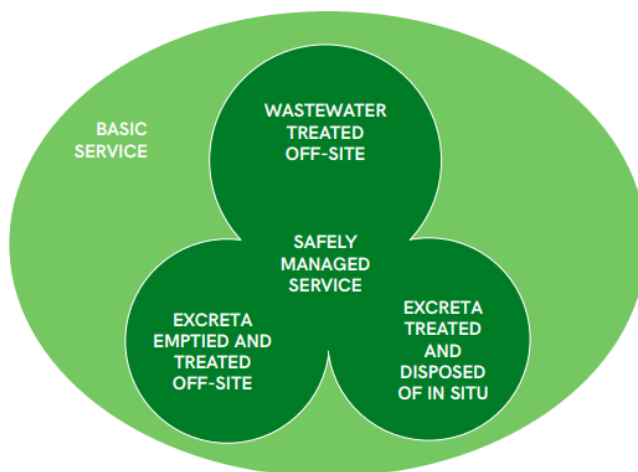 WASTEWATER
TREATED
OFF-SITE
BASIC
SERVICE
SAFELY
MANAGED
SERVICE
EXCRETA
EMPTIED AND
TREATED
OFF-SITE
EXCRETA
TREATED
AND
DISPOSED
OF IN SITU